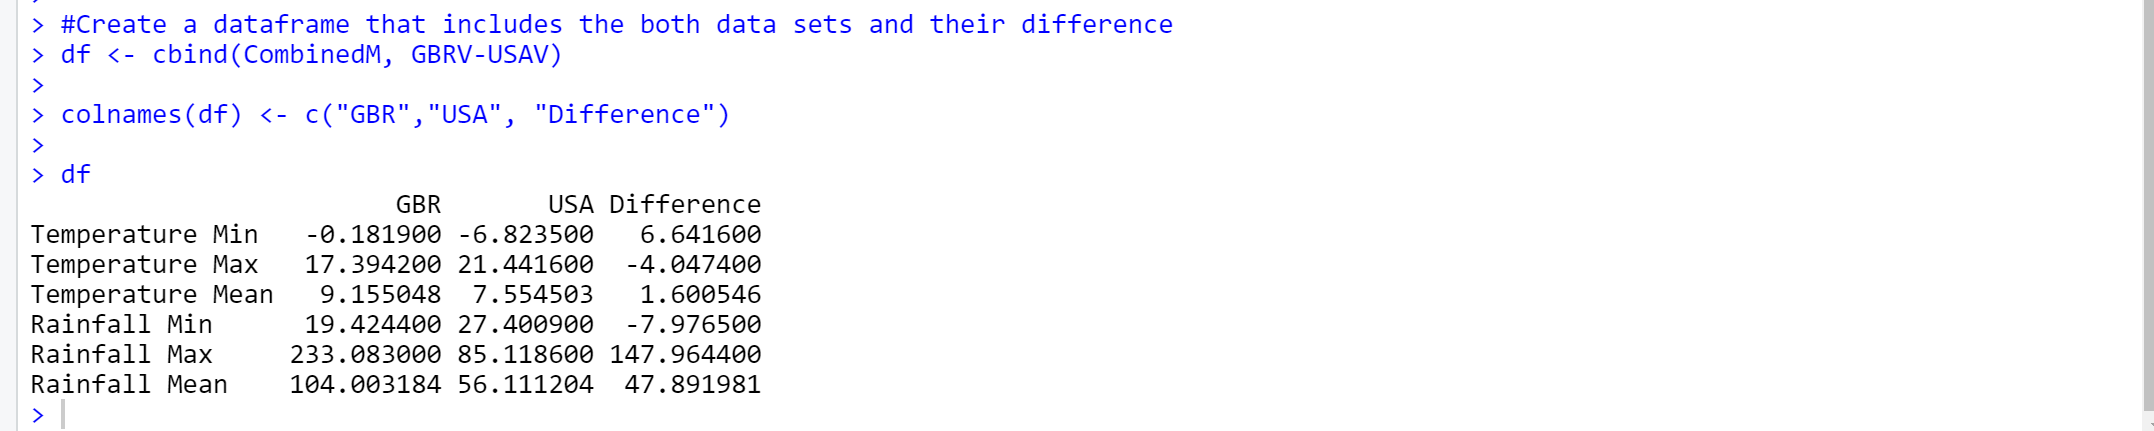 > #Create a dataframe that includes the both data sets and their difference
> df <- cbind(CombinedM, GBRV-USAV)
>
> colnames(df) <- c("GBR","USA", "Difference")
>
> df
                        GBR       USA Difference
Temperature Min   -0.181900 -6.823500   6.641600
Temperature Max   17.394200 21.441600  -4.047400
Temperature Mean   9.155048  7.554503   1.600546
Rainfall Min      19.424400 27.400900  -7.976500
Rainfall Max     233.083000 85.118600 147.964400
Rainfall Mean    104.003184 56.111204  47.891981
>